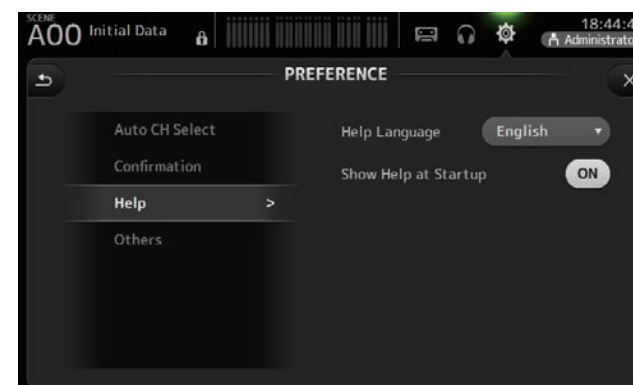 SCENE
A00 Initial Data
18:44:4
Administrato
PREFERENCE
Auto CH Select
Confirmation
Help >
Others
Help Language English
Show Help at Startup ON